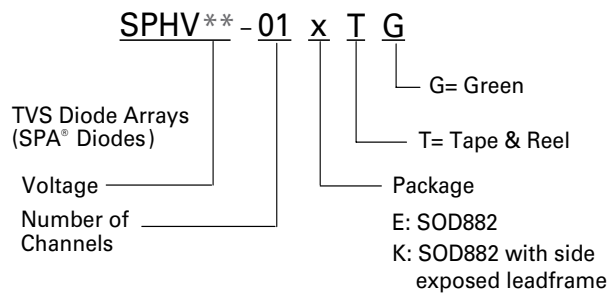 SPHV** - 01 x T G
G= Green
TVS Diode Arrays
(SPA® Diodes)
T= Tape & Reel
Voltage
Package
Number of
Channels
E: SOD882
K: SOD882 with side
exposed leadframe